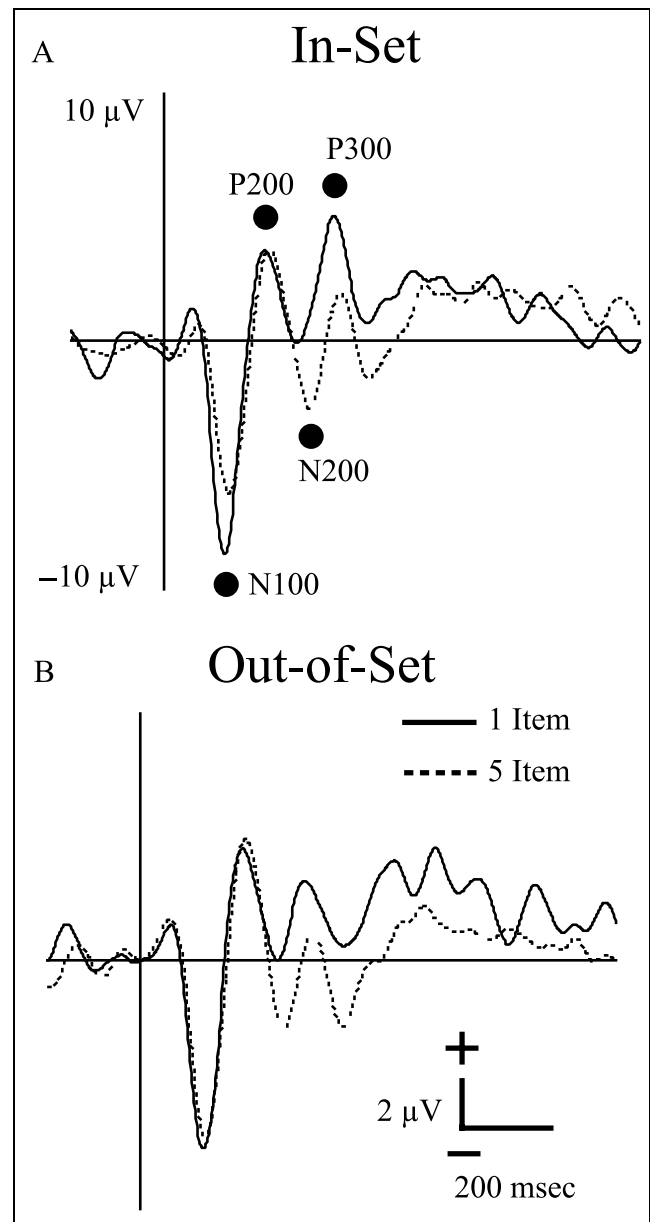 A
In-Set
10 µV
P300
P200
N200
–10 µV
N100
B
Out-of-Set
1 Item
5 Item
+
2 µV
–
200 msec